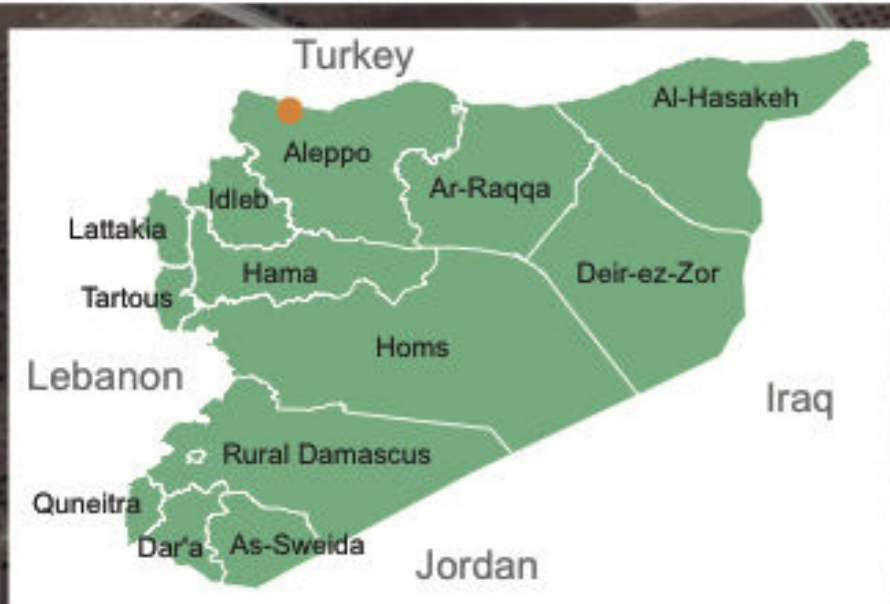 Turkey
Al-Hasakeh
Aleppo
Ar-Raqqa
Idleb
Lattakia
Hama
Deir-ez-Zor
Tartous
Homs
Lebanon
Iraq
Rural Damascus
Quneitra
Dar'a
As-Sweida
Jordan